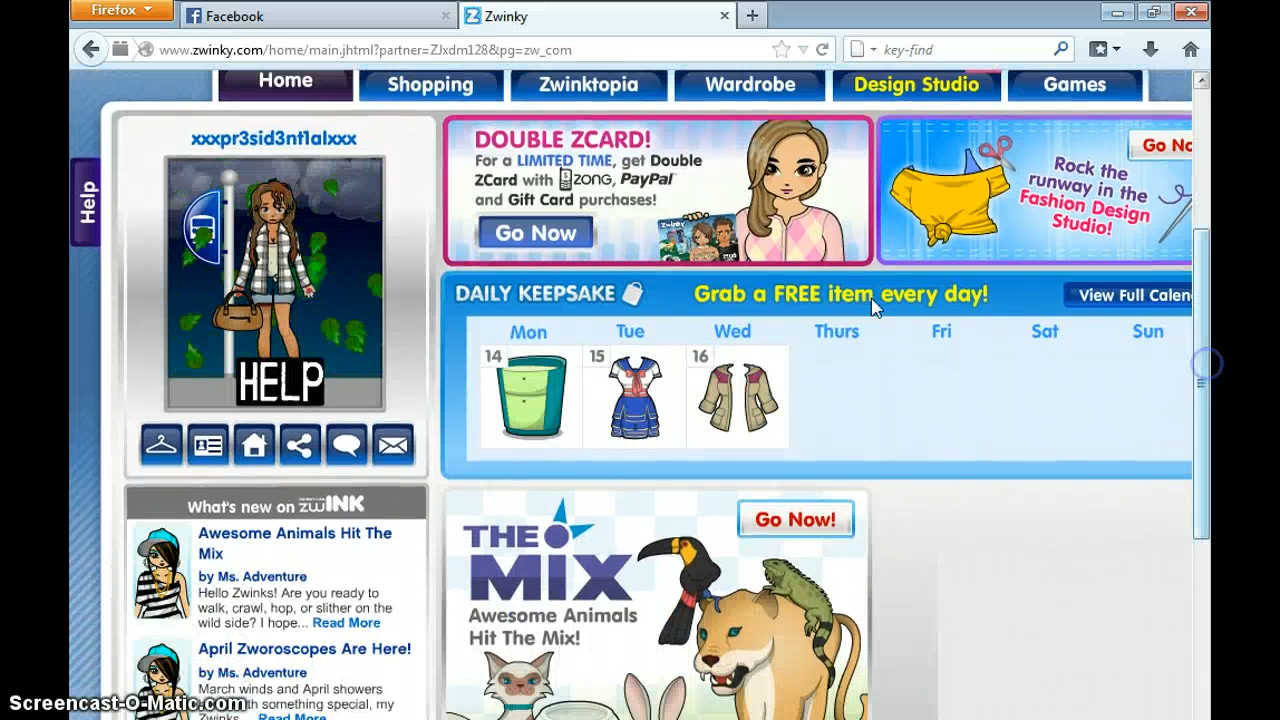 Firefox
Facebook
Zwinky
www.zwinky.com/home/main.jhtml?partner=ZJxdm128&pg=zw_com
key-find
Home
Shopping
Zwinktopia
Wardrobe
Design Studio
Games
Help
xxxpr3sid3nt1alxxx
HELP
DOUBLE ZCARD!
For a LIMITED TIME, get Double
ZCard with ZONG, PayPal
and Gift Card purchases!
Go Now
Zwinky
Go No
Rock the
runway in the
Fashion Design
Studio!
DAILY KEEPSAKE
Grab a FREE item every day!
View Full Calen
Mon
Tue
Wed
Thurs
Fri
Sat
Sun
14
15
16
What's new on zwINK
Awesome Animals Hit The
Mix
by Ms. Adventure
Hello Zwinks! Are you ready to
walk, crawl, hop, or slither on the
wild side? I hope... Read More
April Zworoscopes Are Here!
by Ms. Adventure
March winds and April showers
th something special, my
Zwinks... Read More
THE
MIX
Awesome Animals
Hit The Mix!
Go Now!
Screencast-O-Matic.com